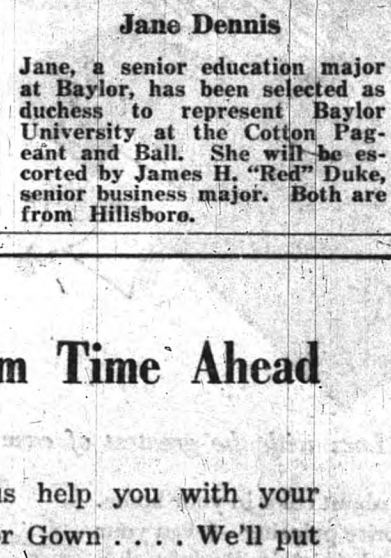 Jane Dennis
Jane, a senior education major
at Baylor, has been selected as
duchess to represent Baylor
University at the Cotton Pag-
eant and Ball. She will be es-
corted by James H. "Red" Duke,
senior business major. Both are
from Hillsboro.
m Time Ahead
us help you with your
r Gown . . . . We'll put